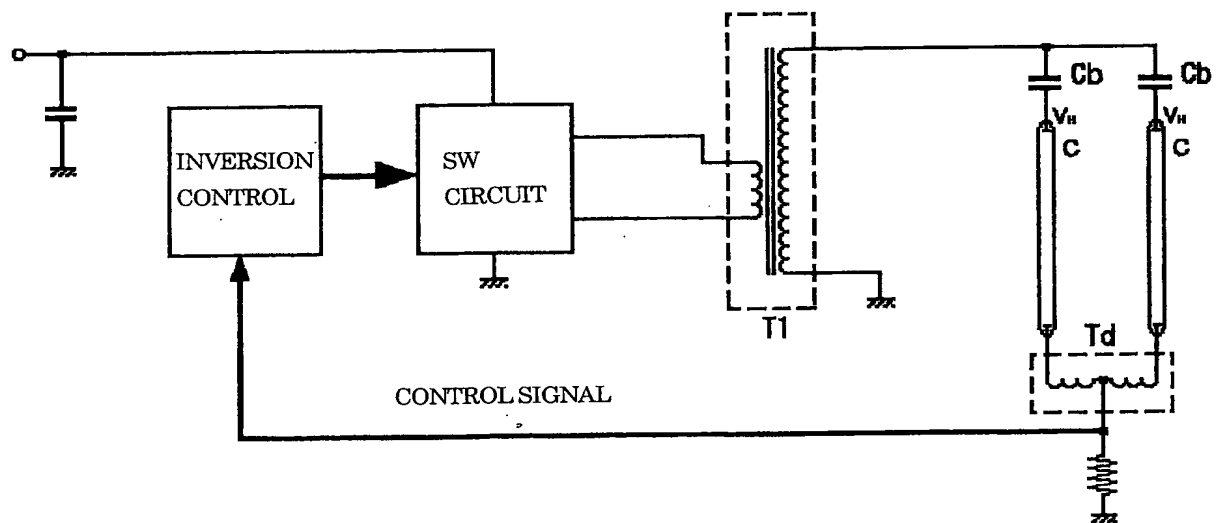 INVERSION
CONTROL
SW
CIRCUIT
T1
Cb
Cb
VH
VH
C
C
Td
CONTROL SIGNAL